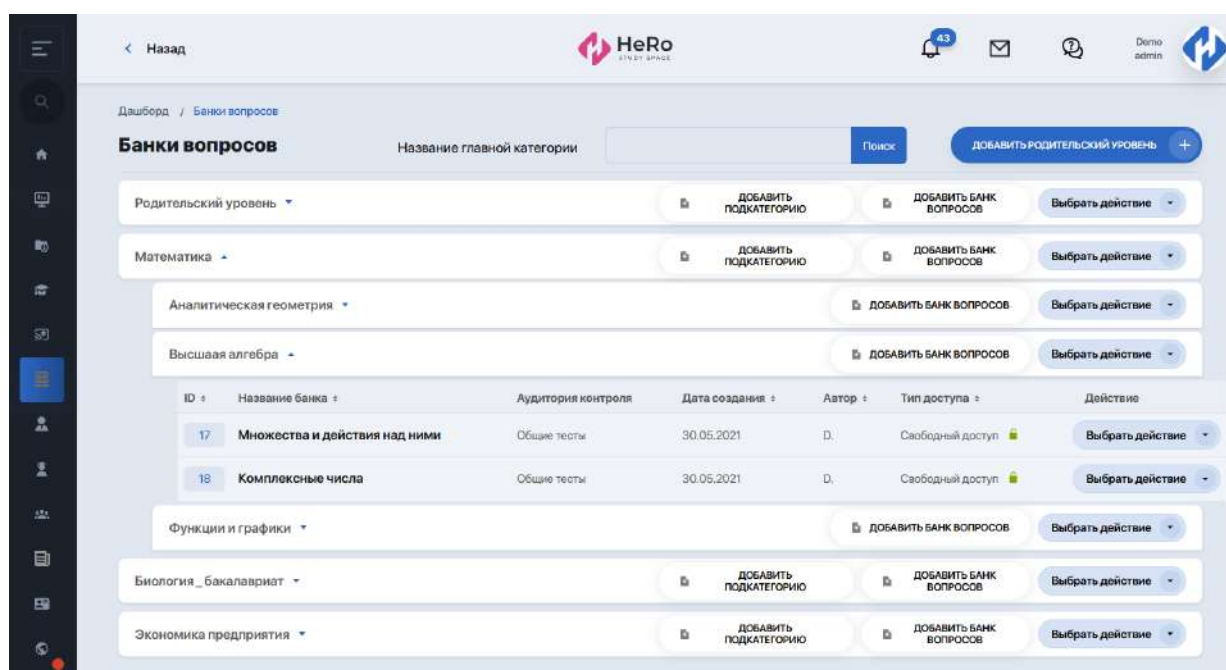 Назад
HeRo
STUDY SPACE
43
Demo
admin
Дашборд / Банки вопросов
Банки вопросов
Название главной категории
Поиск
ДОБАВИТЬ РОДИТЕЛЬСКИЙ УРОВЕНЬ +
Родительский уровень
ДОБАВИТЬ
ПОДКАТЕГОРИЮ
ДОБАВИТЬ БАНК
ВОПРОСОВ
Выбрать действие
Математика
ДОБАВИТЬ
ПОДКАТЕГОРИЮ
ДОБАВИТЬ БАНК
ВОПРОСОВ
Выбрать действие
Аналитическая геометрия
ДОБАВИТЬ БАНК ВОПРОСОВ
Выбрать действие
Высшаая алгебра
ДОБАВИТЬ БАНК ВОПРОСОВ
Выбрать действие
ID Название банка Аудитория контроля Дата создания Автор Тип доступа Действие
17 Множества и действия над ними Общие тесты 30.05.2021 D. Свободный доступ Выбрать действие
18 Комплексные числа Общие тесты 30.05.2021 D. Свободный доступ Выбрать действие
Функции и графики
ДОБАВИТЬ БАНК ВОПРОСОВ
Выбрать действие
Биология_бакалавриат
ДОБАВИТЬ
ПОДКАТЕГОРИЮ
ДОБАВИТЬ БАНК
ВОПРОСОВ
Выбрать действие
Экономика предприятия
ДОБАВИТЬ
ПОДКАТЕГОРИЮ
ДОБАВИТЬ БАНК
ВОПРОСОВ
Выбрать действие